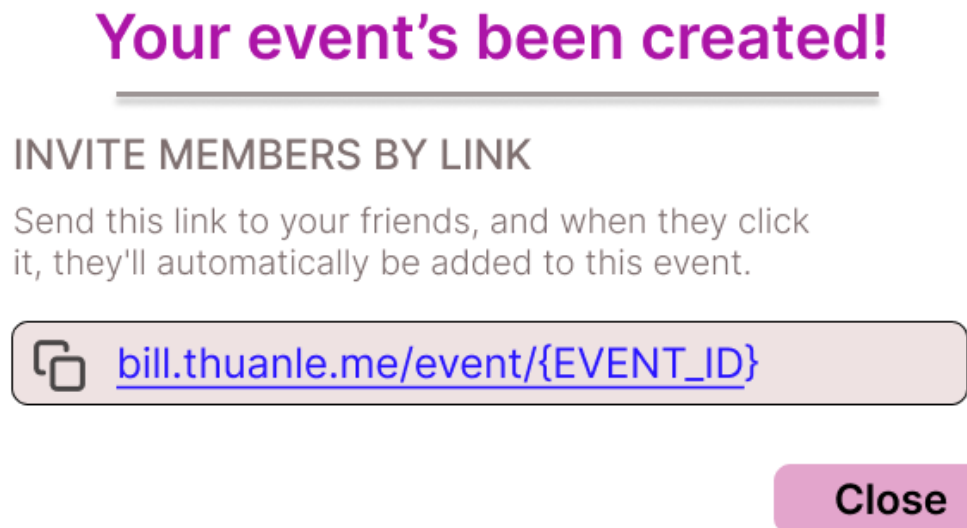 Your event’s been created!
INVITE MEMBERS BY LINK
Send this link to your friends, and when they click
it, they'll automatically be added to this event.
bill.thuanle.me/event/{EVENT_ID}
Close